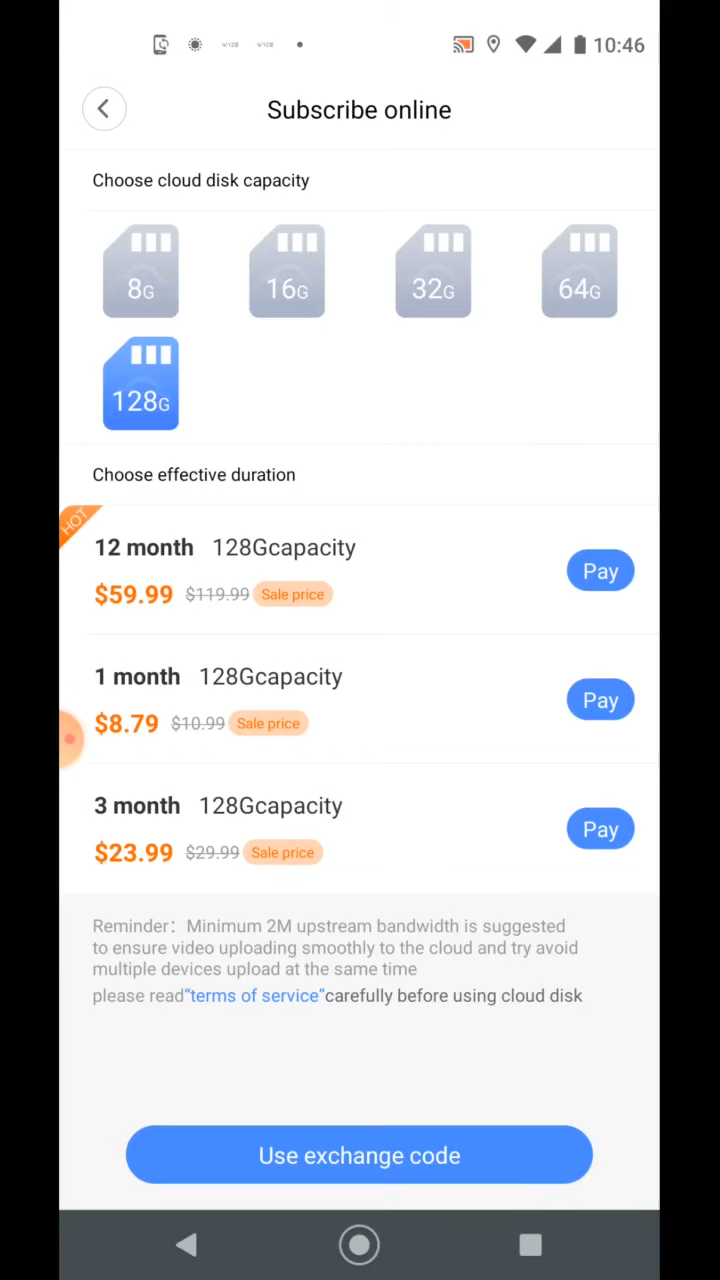 WYZE WYZE 10:46
Subscribe online
Choose cloud disk capacity
8G 16G 32G 64G
128G
Choose effective duration
HOT
12 month 128Gcapacity
Pay
$59.99 $119.99 Sale price
1 month 128Gcapacity
Pay
$8.79 $10.99 Sale price
3 month 128Gcapacity
Pay
$23.99 $29.99 Sale price
Reminder：Minimum 2M upstream bandwidth is suggested
to ensure video uploading smoothly to the cloud and try avoid
multiple devices upload at the same time
please read“terms of service”carefully before using cloud disk
Use exchange code